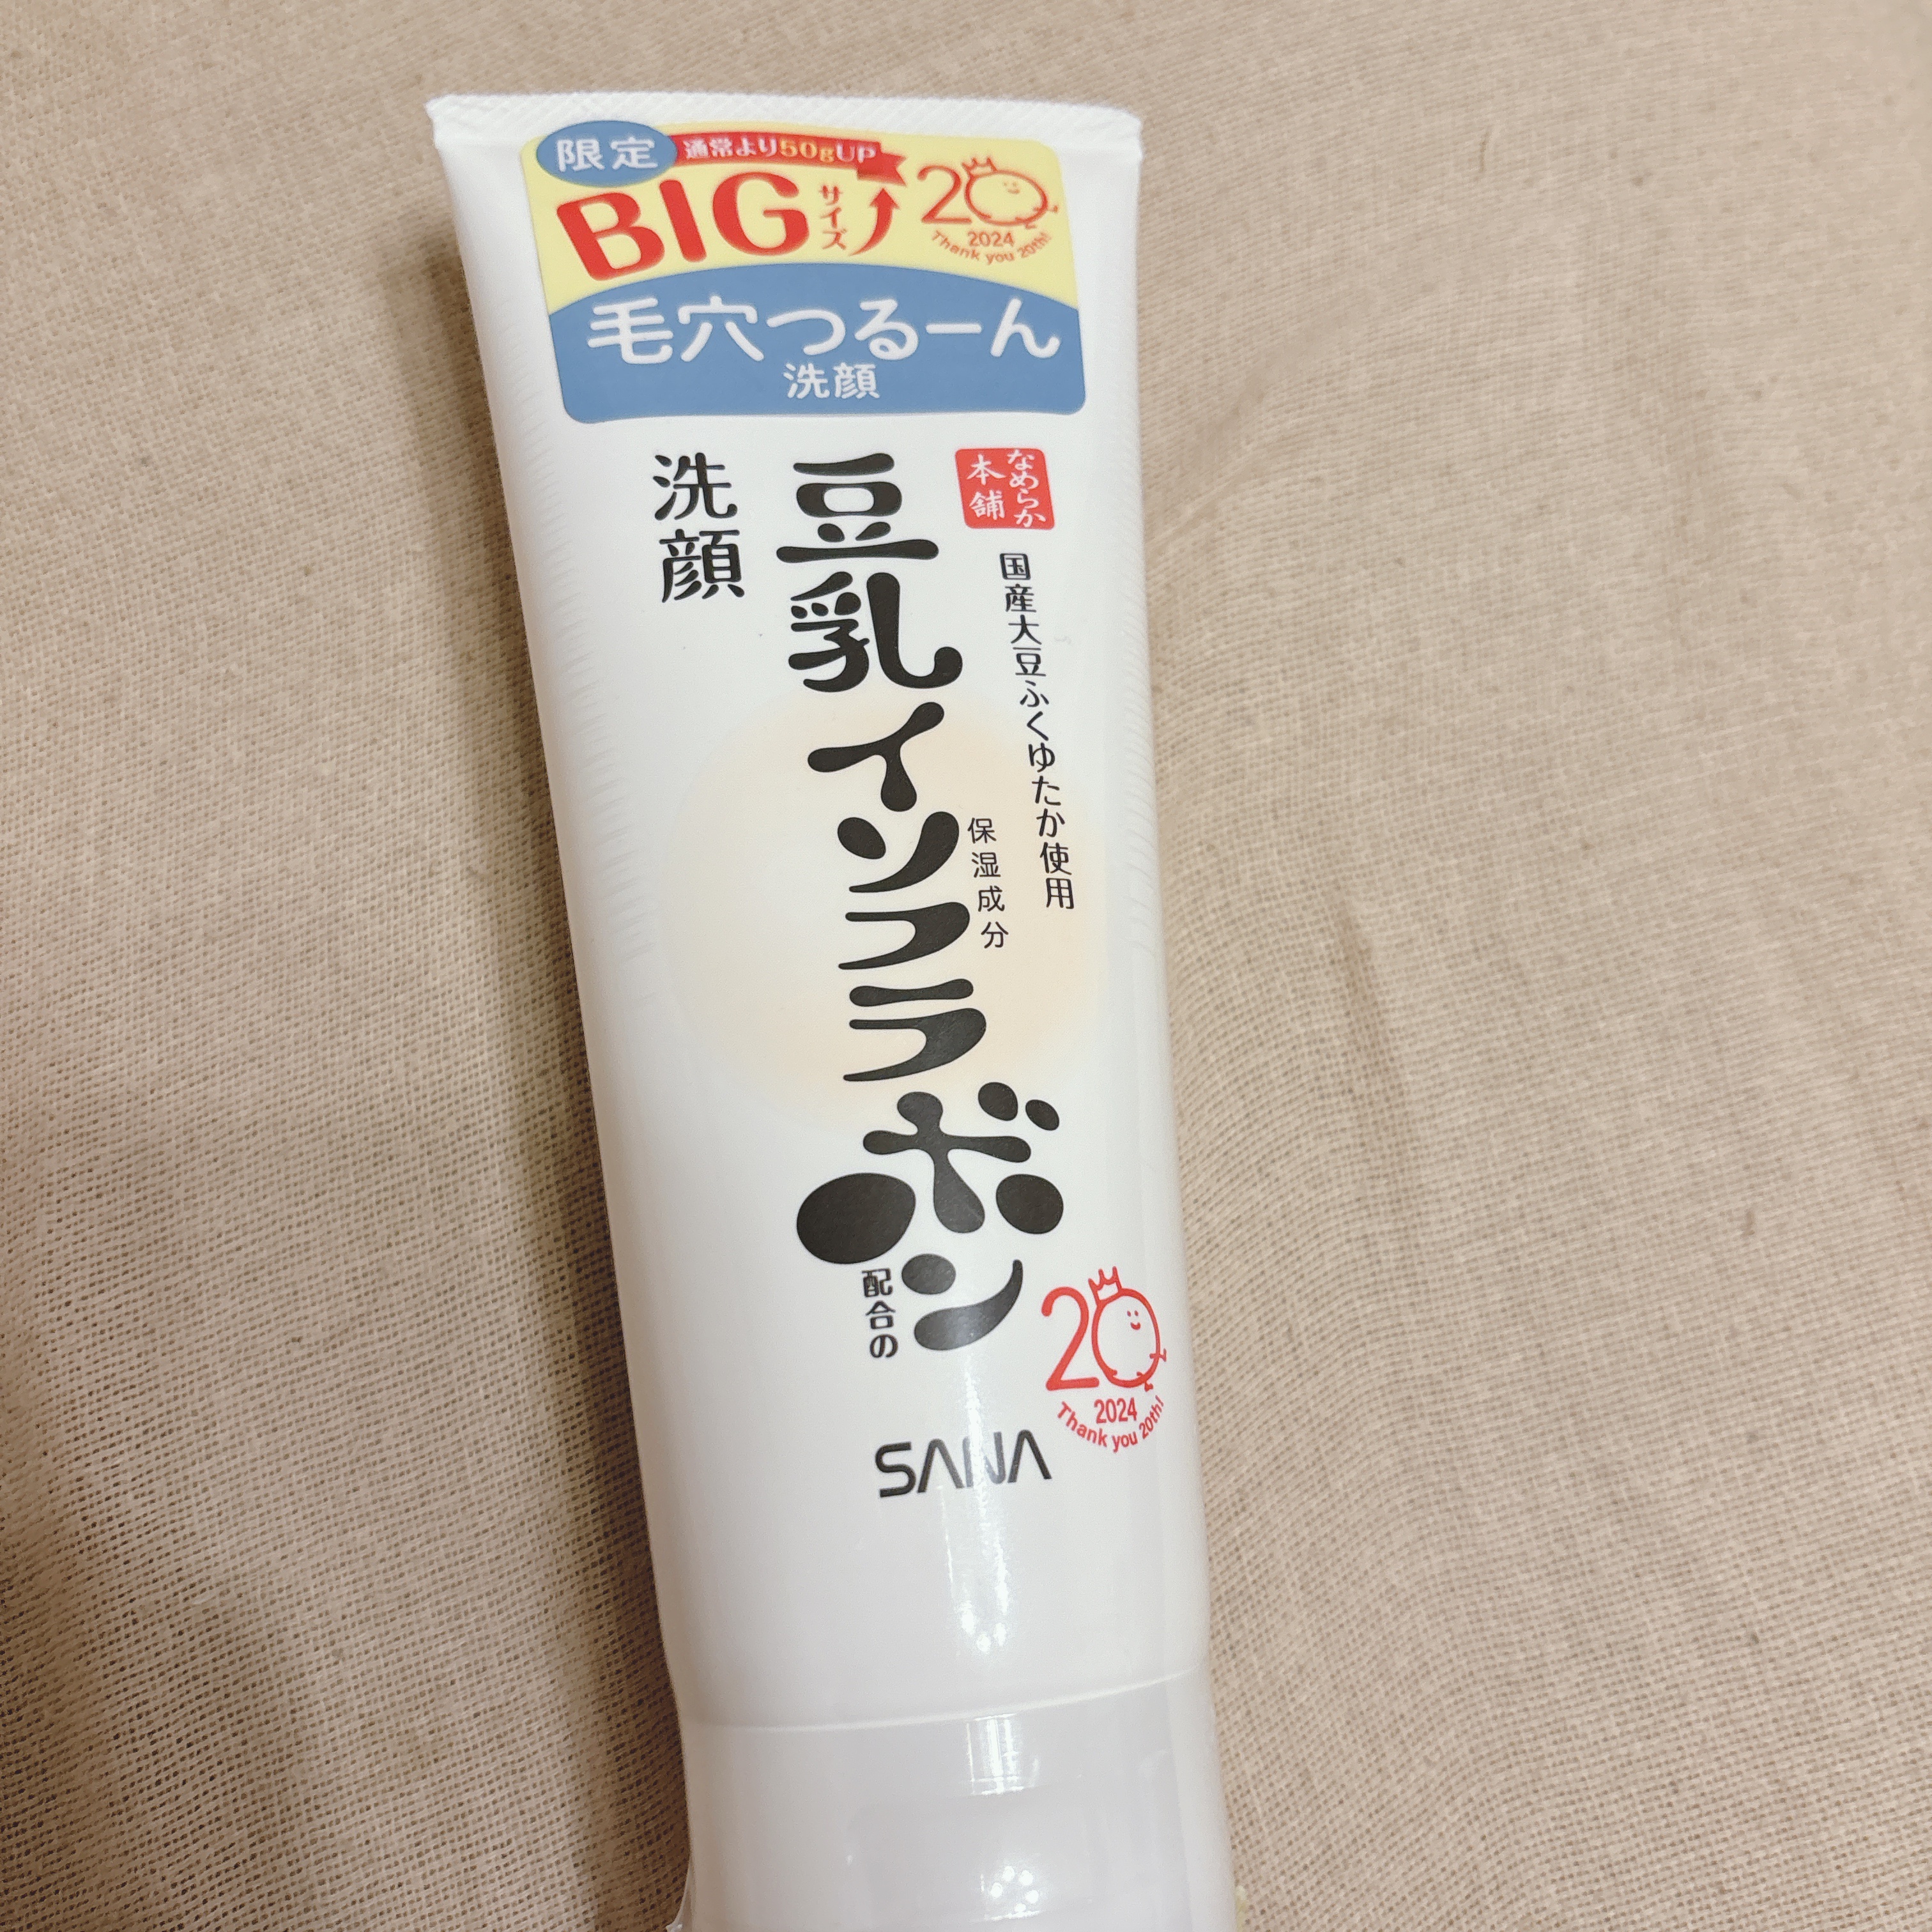 限定
通常より50gUP
BIGサイズ
20
2024
Thank you 20th!
毛穴つるーん
洗顔
なめらか
本舗
国産大豆ふくゆたか使用
保湿成分
豆乳イソフラボン
配合の
洗顔
20
2024
Thank you 20th!
SANA